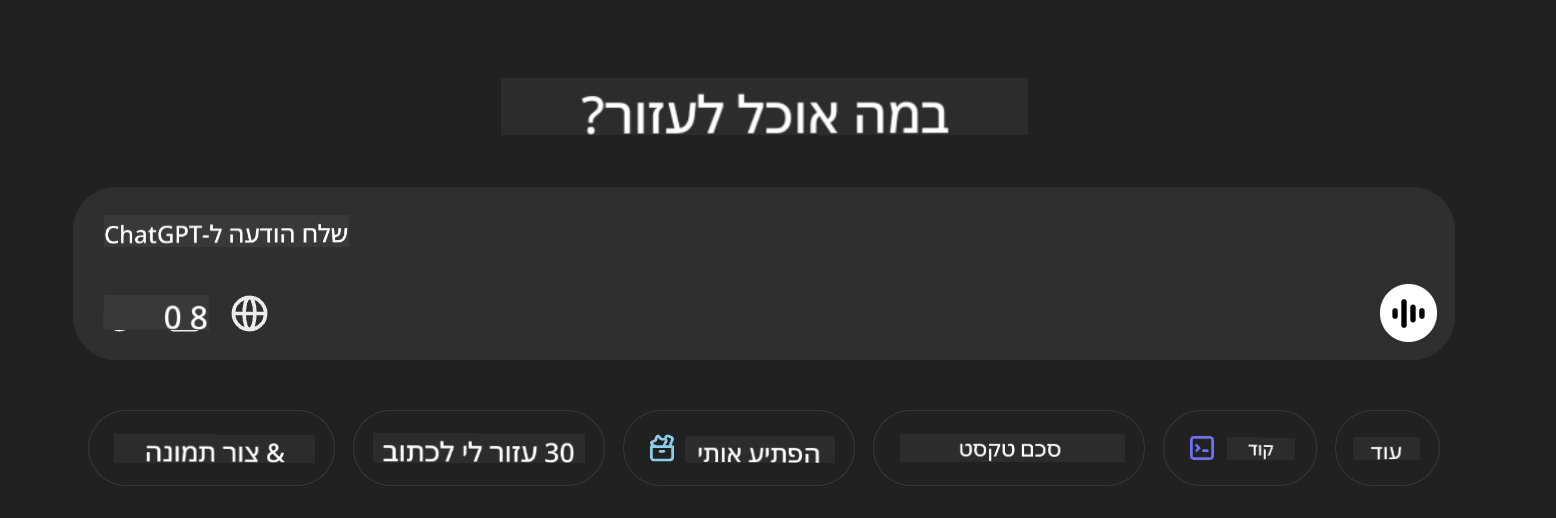 במה אוכל לעזור?
שלח הודעה ל-ChatGPT
0 8
& צור תמונה
30 עזור לי לכתוב
הפתיע אותי
סכם טקסט
קוד
עוד